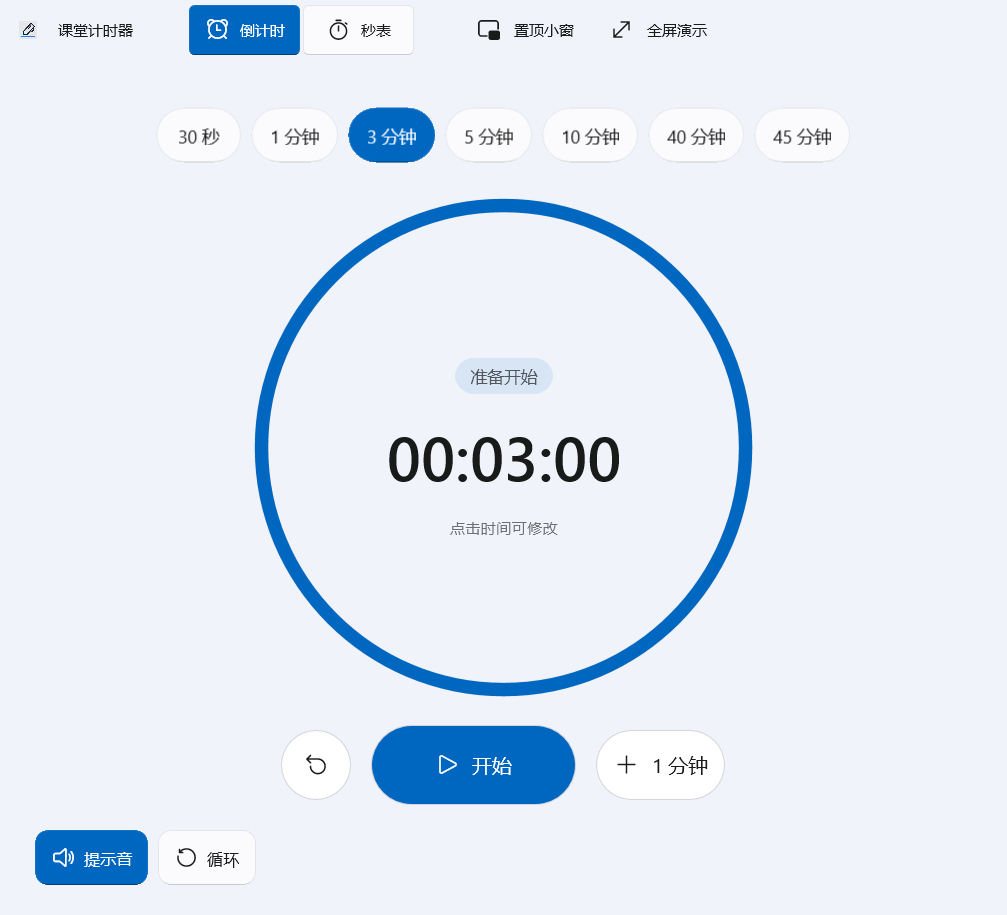 课堂计时器 倒计时 秒表 置顶小窗 全屏演示
30 秒 1 分钟 3 分钟 5 分钟 10 分钟 40 分钟 45 分钟
准备开始
00:03:00
点击时间可修改
开始 1 分钟
提示音 循环